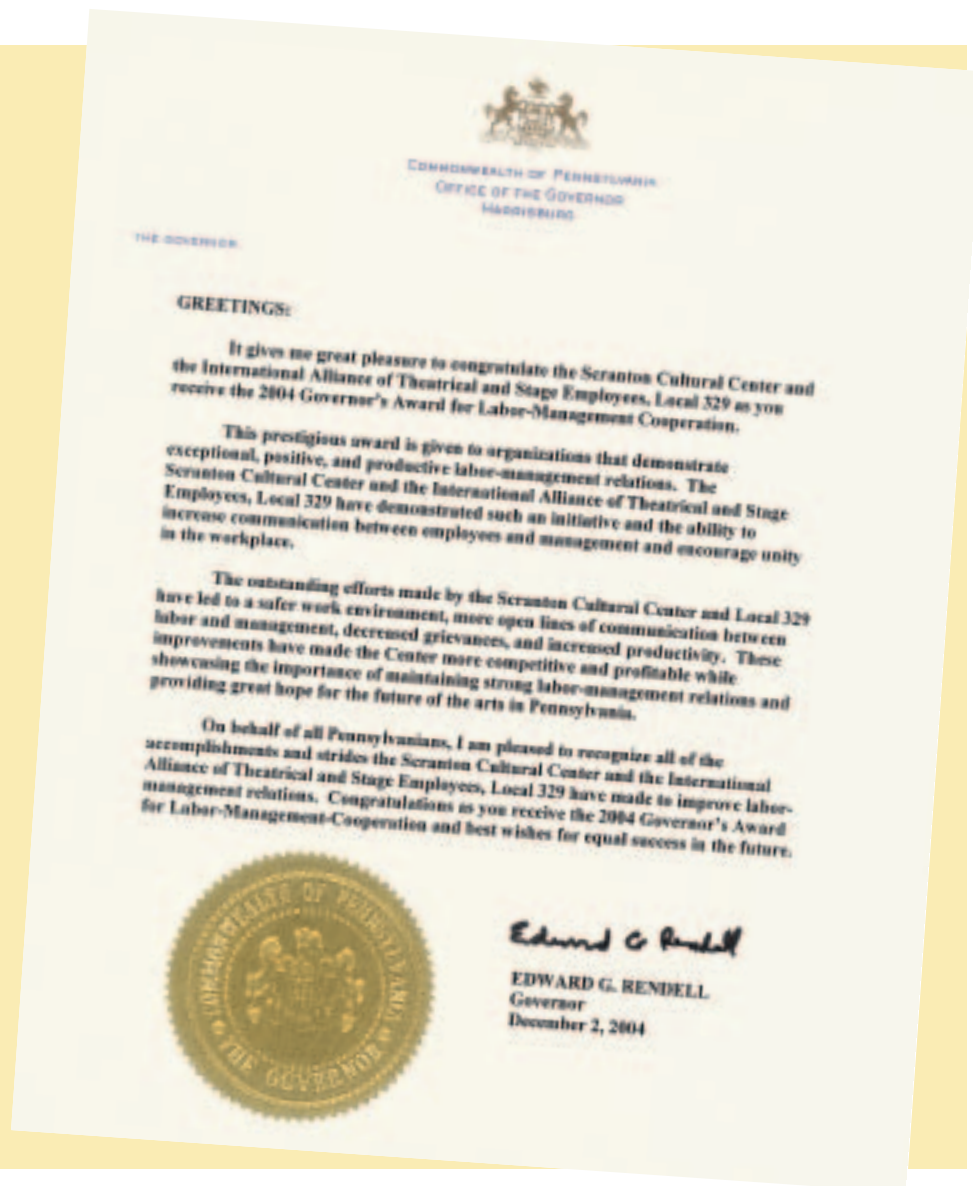 COMMONWEALTH OF PENNSYLVANIA
OFFICE OF THE GOVERNOR
HARRISBURG
THE GOVERNOR
GREETINGS:
It gives me great pleasure to congratulate the Scranton Cultural Center and
the International Alliance of Theatrical and Stage Employees, Local 329 as you
receive the 2004 Governor's Award for Labor-Management Cooperation.
This prestigious award is given to organizations that demonstrate
exceptional, positive, and productive labor-management relations. The
Scranton Cultural Center and the International Alliance of Theatrical and Stage
Employees, Local 329 have demonstrated such an initiative and the ability to
increase communication between employees and management and encourage unity
in the workplace.
The outstanding efforts made by the Scranton Cultural Center and Local 329
have led to a safer work environment, more open lines of communication between
labor and management, decreased grievances, and increased productivity. These
improvements have made the Center more competitive and profitable while
showcasing the importance of maintaining strong labor-management relations and
providing great hope for the future of the arts in Pennsylvania.
On behalf of all Pennsylvanians, I am pleased to recognize all of the
accomplishments and strides the Scranton Cultural Center and the International
Alliance of Theatrical and Stage Employees, Local 329 have made to improve labor-
management relations. Congratulations as you receive the 2004 Governor's Award
for Labor-Management-Cooperation and best wishes for equal success in the future.
COMMONWEALTH OF PENNSYLVANIA
THE GOVERNOR
Edward G Rendell
EDWARD G. RENDELL
Governor
December 2, 2004